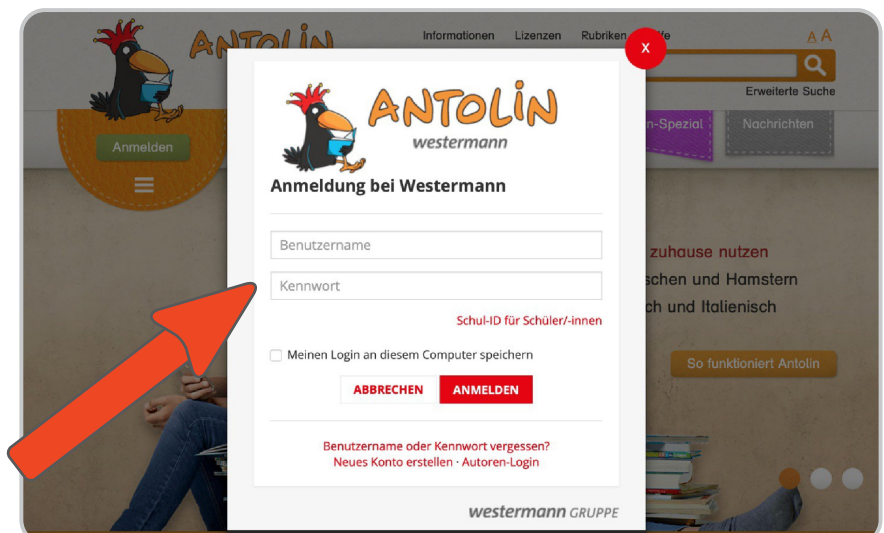 ANTOLIN
Informationen Lizenzen Rubriken
A A
Erweiterte Suche
Anmelden
n-Spezial
Nachrichten
x
ANTOLIN
westermann
Anmeldung bei Westermann
Benutzername
Kennwort
Schul-ID für Schüler/-innen
Meinen Login an diesem Computer speichern
ABBRECHEN ANMELDEN
Benutzername oder Kennwort vergessen?
Neues Konto erstellen · Autoren-Login
westermann GRUPPE
zuhause nutzen
schen und Hamstern
ch und Italienisch
So funktioniert Antolin